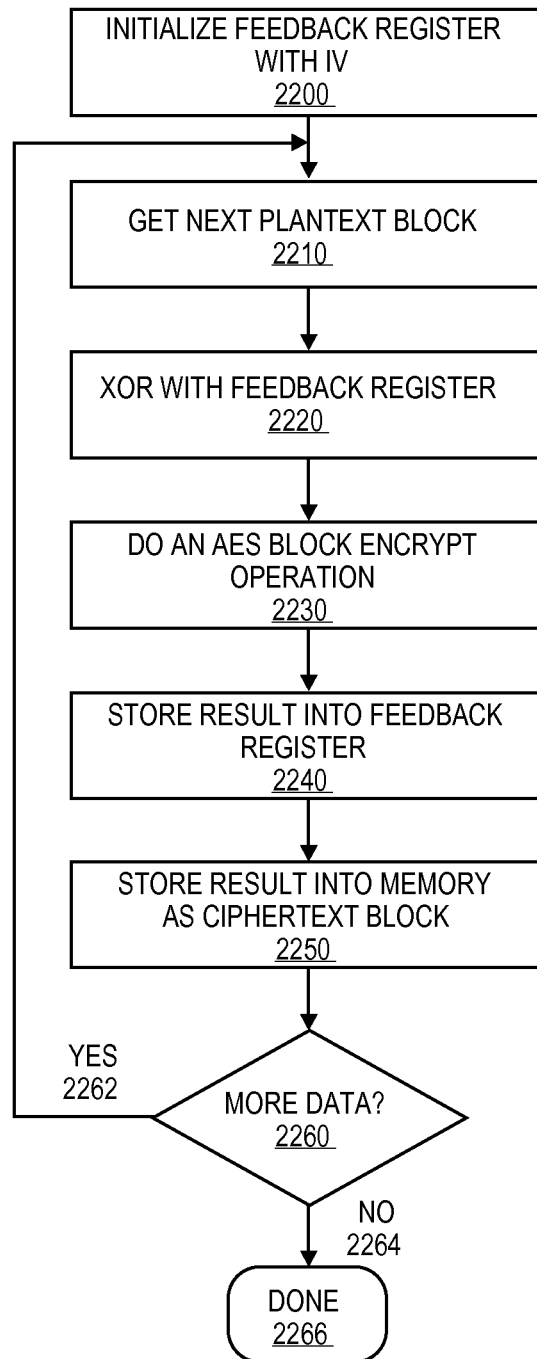 INITIALIZE FEEDBACK REGISTER
WITH IV
2200
GET NEXT PLANTEXT BLOCK
2210
XOR WITH FEEDBACK REGISTER
2220
DO AN AES BLOCK ENCRYPT
OPERATION
2230
STORE RESULT INTO FEEDBACK
REGISTER
2240
STORE RESULT INTO MEMORY
AS CIPHERTEXT BLOCK
2250
YES
2262
MORE DATA?
2260
NO
2264
DONE
2266